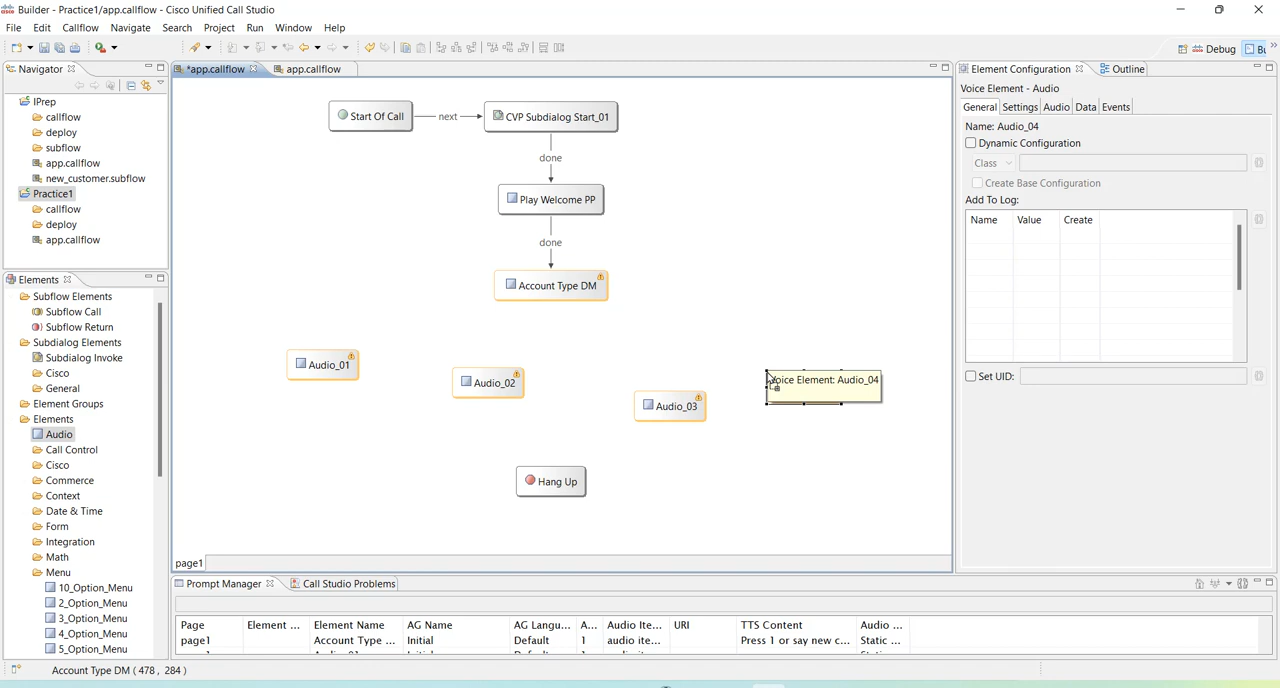 Builder - Practice1/app.callflow - Cisco Unified Call Studio
File Edit Callflow Navigate Search Project Run Window Help
Debug
Navigator
IPrep
callflow
deploy
subflow
app.callflow
new_customer.subflow
Practice1
callflow
deploy
app.callflow
Elements
Subflow Elements
Subflow Call
Subflow Return
Subdialog Elements
Subdialog Invoke
Cisco
General
Element Groups
Elements
Audio
Call Control
Cisco
Commerce
Context
Date & Time
Form
Integration
Math
Menu
10_Option_Menu
2_Option_Menu
3_Option_Menu
4_Option_Menu
5_Option_Menu
*app.callflow app.callflow
Start Of Call next CVP Subdialog Start_01
done
Play Welcome PP
done
Account Type DM
Audio_01
Audio_02
Voice Element: Audio_04
Audio_03
Hang Up
page1
Element Configuration Outline
Voice Element - Audio
General Settings Audio Data Events
Name: Audio_04
Dynamic Configuration
Class
Create Base Configuration
Add To Log:
Name Value Create
Set UID:
Prompt Manager Call Studio Problems
Page Element ... Element Name AG Name AG Langu... A... Audio Ite... URI TTS Content Audio ...
page1 Account Type ... Initial Default 1 audio ite... Press 1 or say new c... Static ...
Account Type DM ( 478 , 284 )